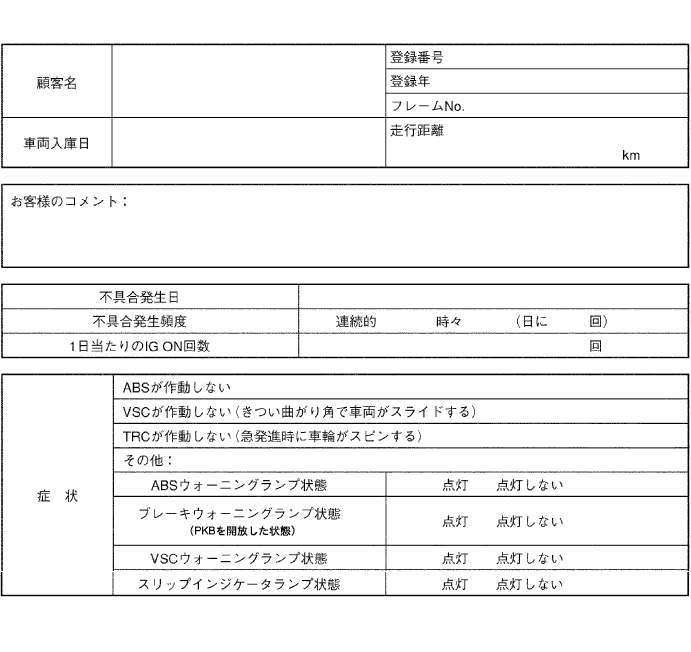 顧客名
登録番号
登録年
フレームNo.
車両入庫日
走行距離
km
お客様のコメント：
不具合発生日
不具合発生頻度 連続的 時々 （日に 回）
1日当たりのIG ON回数 回
症 状
ABSが作動しない
VSCが作動しない（きつい曲がり角で車両がスライドする）
TRCが作動しない（急発進時に車輪がスピンする）
その他：
ABSウォーニングランプ状態 点灯 点灯しない
ブレーキウォーニングランプ状態
（PKBを開放した状態） 点灯 点灯しない
VSCウォーニングランプ状態 点灯 点灯しない
スリップインジケータランプ状態 点灯 点灯しない